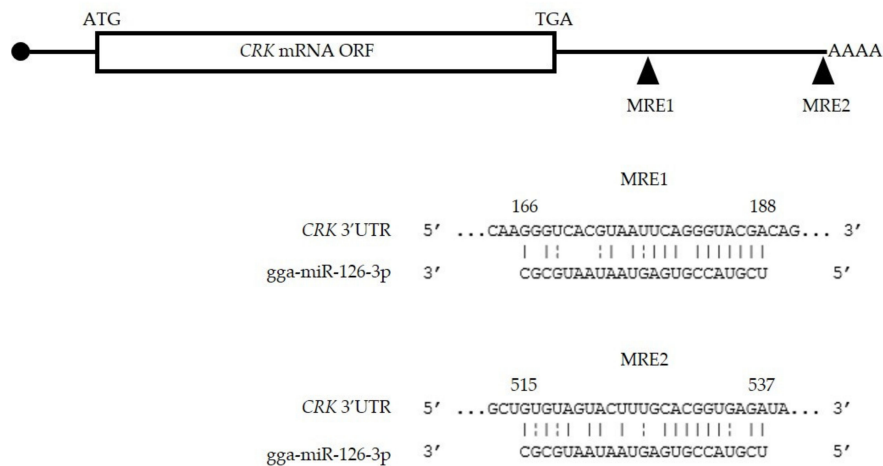 ATG TGA
CRK mRNA ORF
AAAA
MRE1 MRE2
MRE1
166 188
CRK 3'UTR 5' ...CAAGGGUCACGUAAUUCAGGGUACGACAG... 3'
gga-miR-126-3p 3' CGCGUAAUAAUGAGUGCCAUGCU 5'
MRE2
515 537
CRK 3'UTR 5' ...GCUGUGUAGUACUUUGCACGGUGAGAUA... 3'
gga-miR-126-3p 3' CGCGUAAUAAUGAGUGCCAUGCU 5'